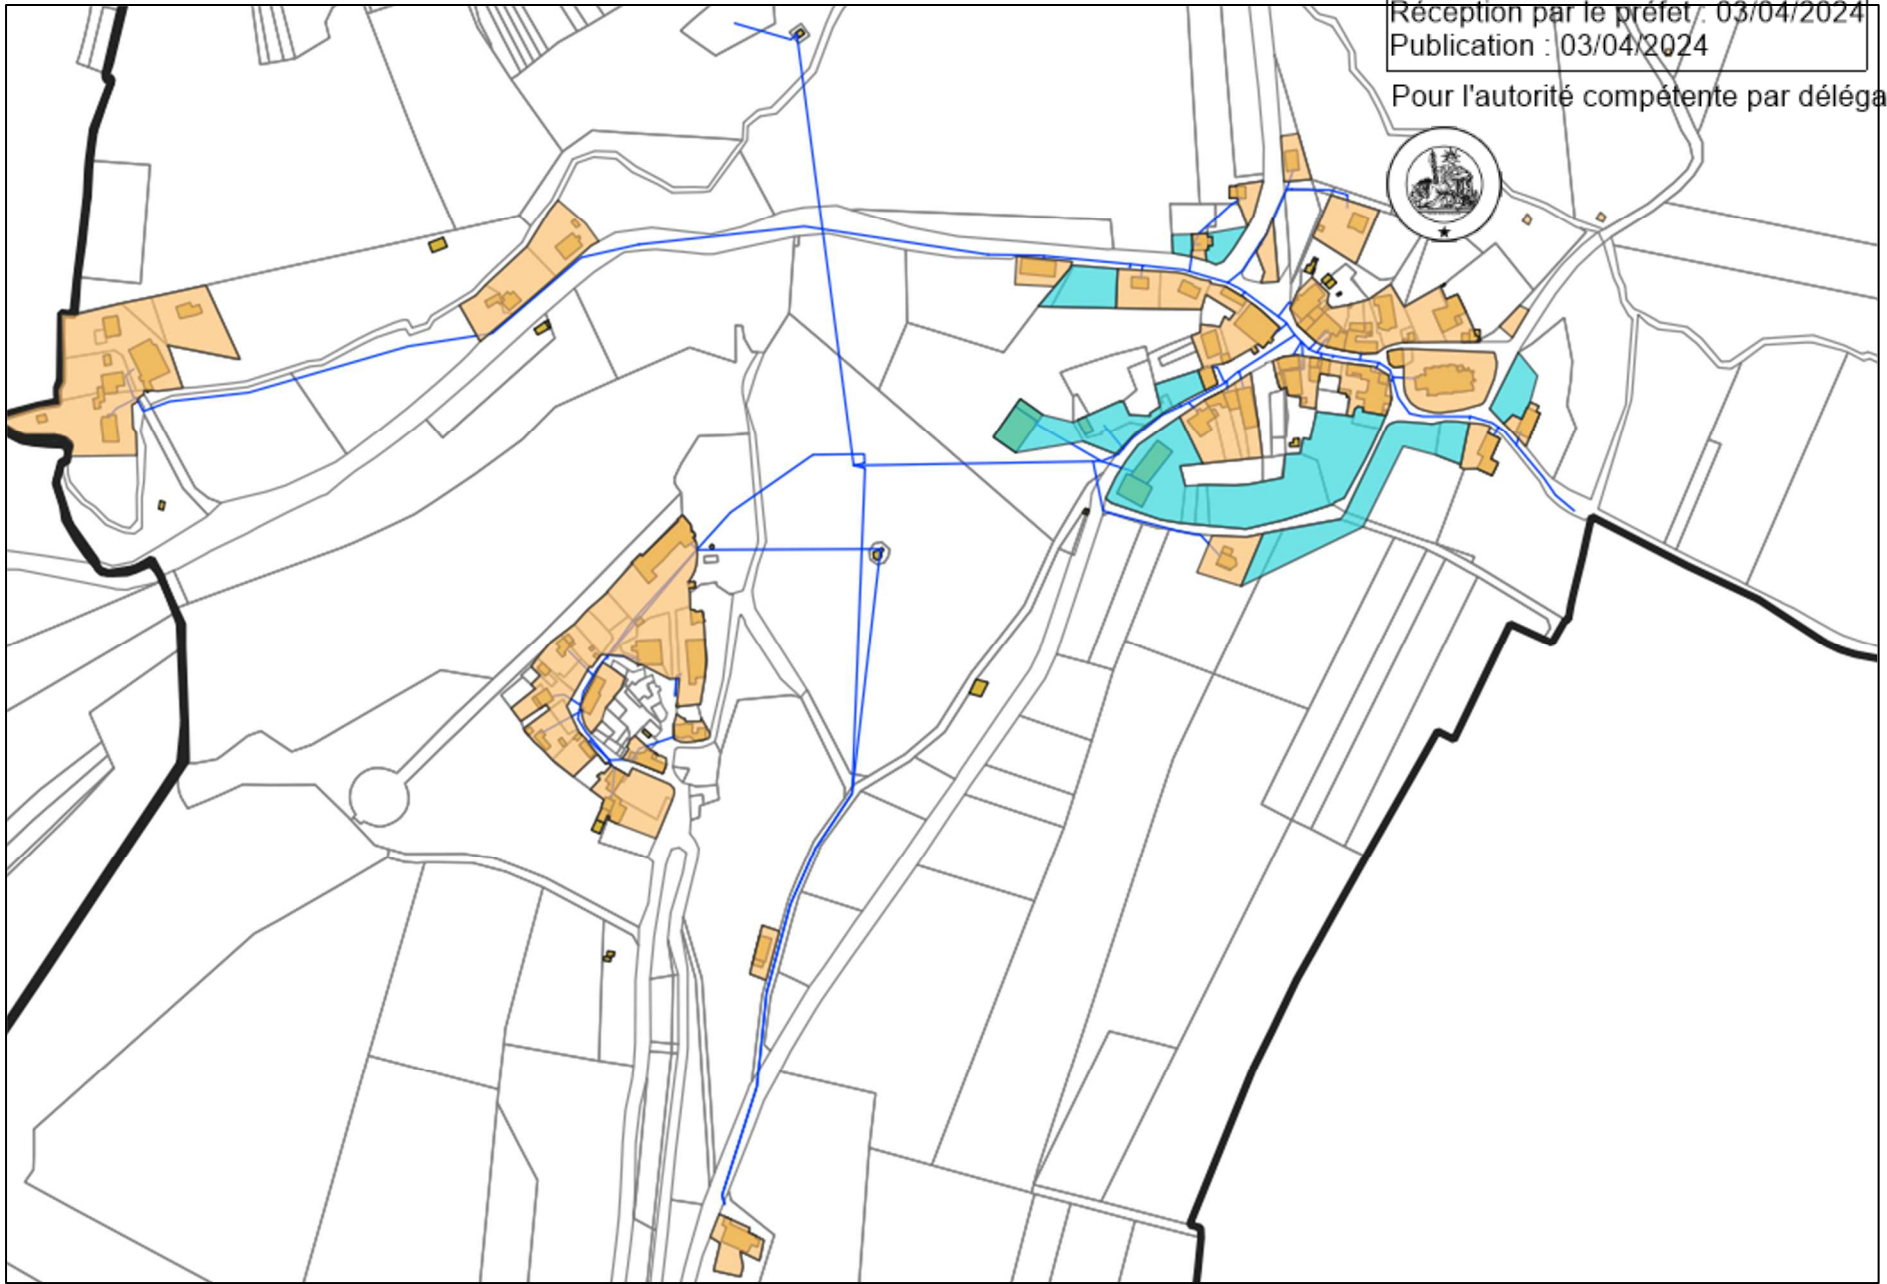 Réception par le préfet : 03/04/2024
Publication : 03/04/2024
Pour l'autorité compétente par déléga